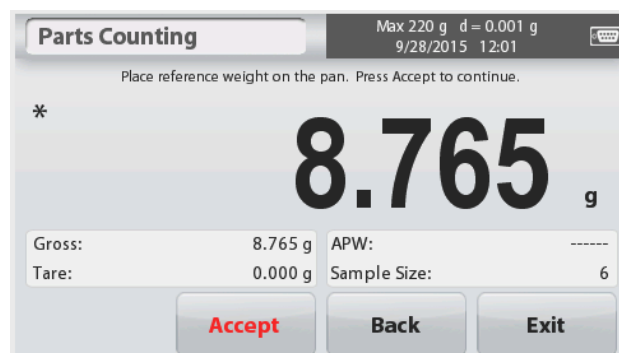 Parts Counting
Max 220 g d = 0.001 g
9/28/2015 12:01
Place reference weight on the pan. Press Accept to continue.
*
8.765 g
Gross: 8.765 g APW: ------
Tare: 0.000 g Sample Size: 6
Accept Back Exit